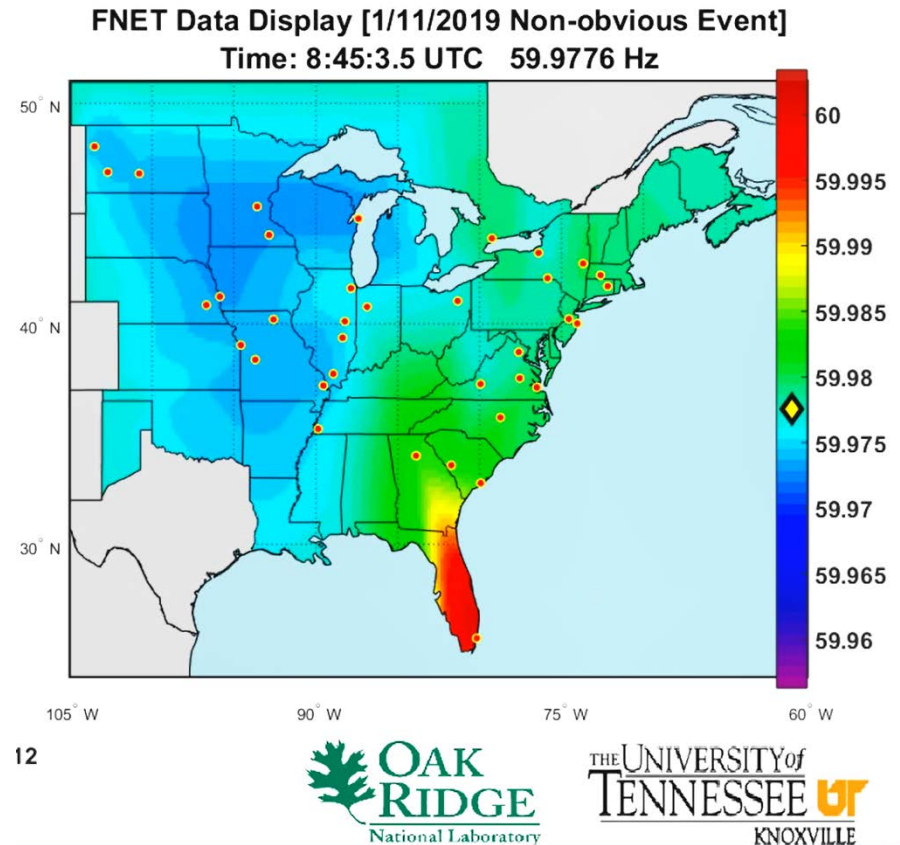 FNET Data Display [1/11/2019 Non-obvious Event]
Time: 8:45:3.5 UTC 59.9776 Hz
50° N
40° N
30° N
105° W
90° W
75° W
60° W
60
59.995
59.99
59.985
59.98
59.975
59.97
59.965
59.96
12
OAK
RIDGE
National Laboratory
THE UNIVERSITY of
TENNESSEE UT
KNOXVILLE